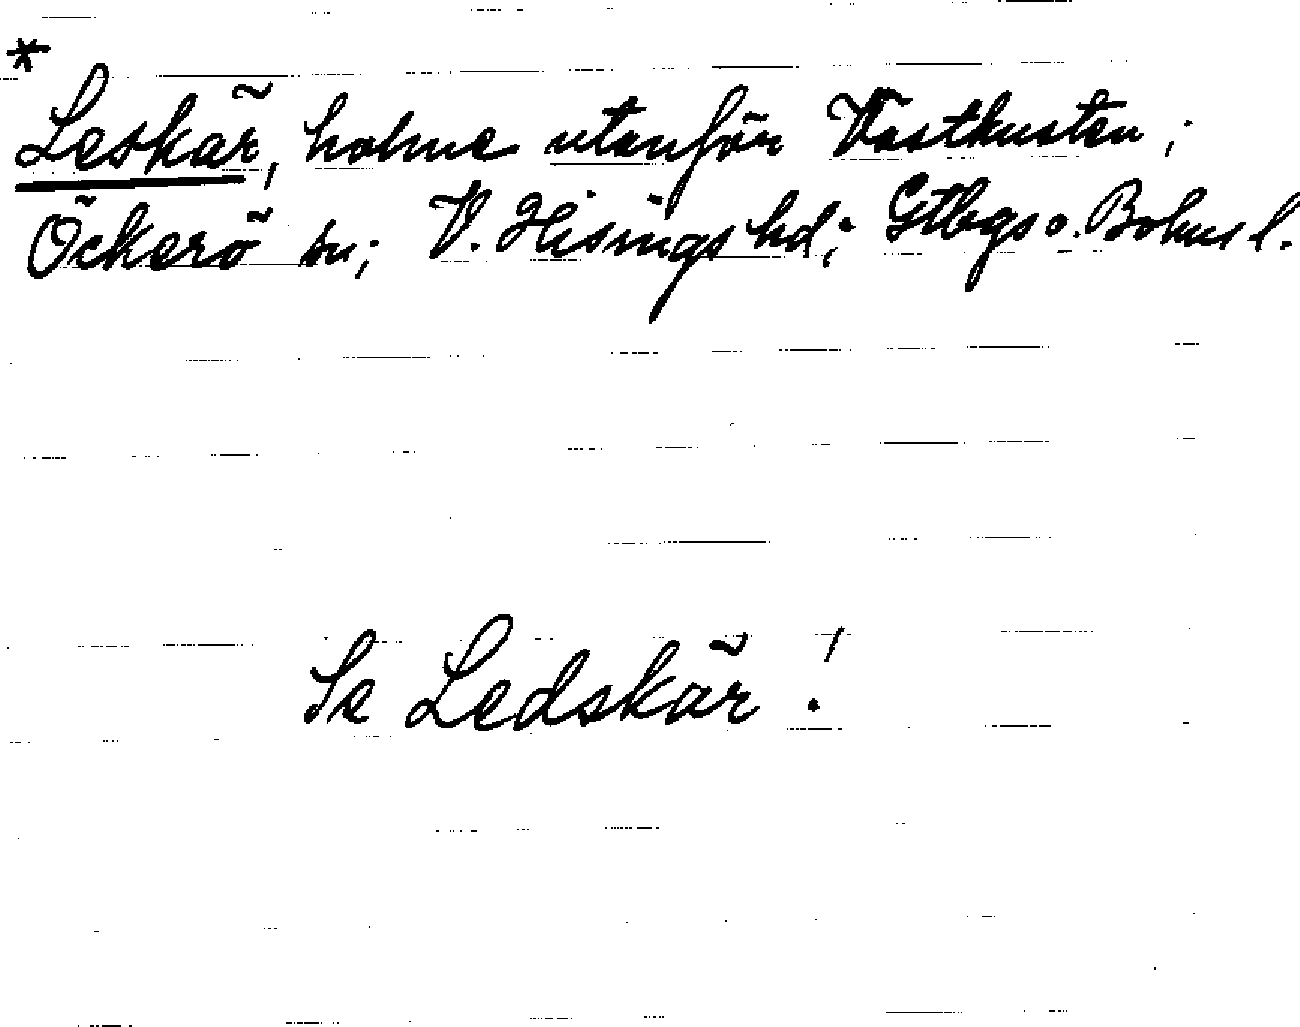 *
Leskär, holme utanför Västkusten;
Öckerö sn; V. Hisings hd; Gtbgs o. Bohus l.
Se Ledskär!